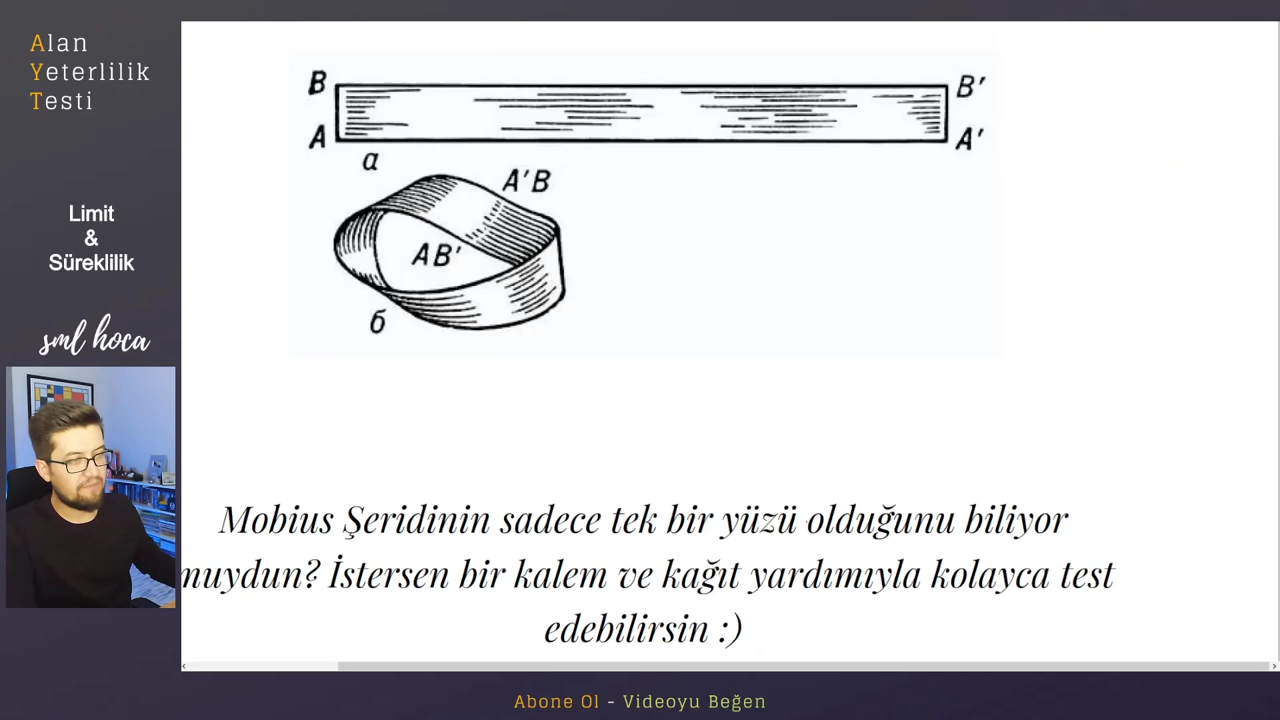 Alan
Yeterlilik
Testi
Limit
&
Süreklilik
sml hoca
B
B'
A
A'
а
A'B
AB'
б
Mobius Şeridinin sadece tek bir yüzü olduğunu biliyor
muydun? İstersen bir kalem ve kağıt yardımıyla kolayca test
edebilirsin :)
Abone Ol - Videoyu Beğen